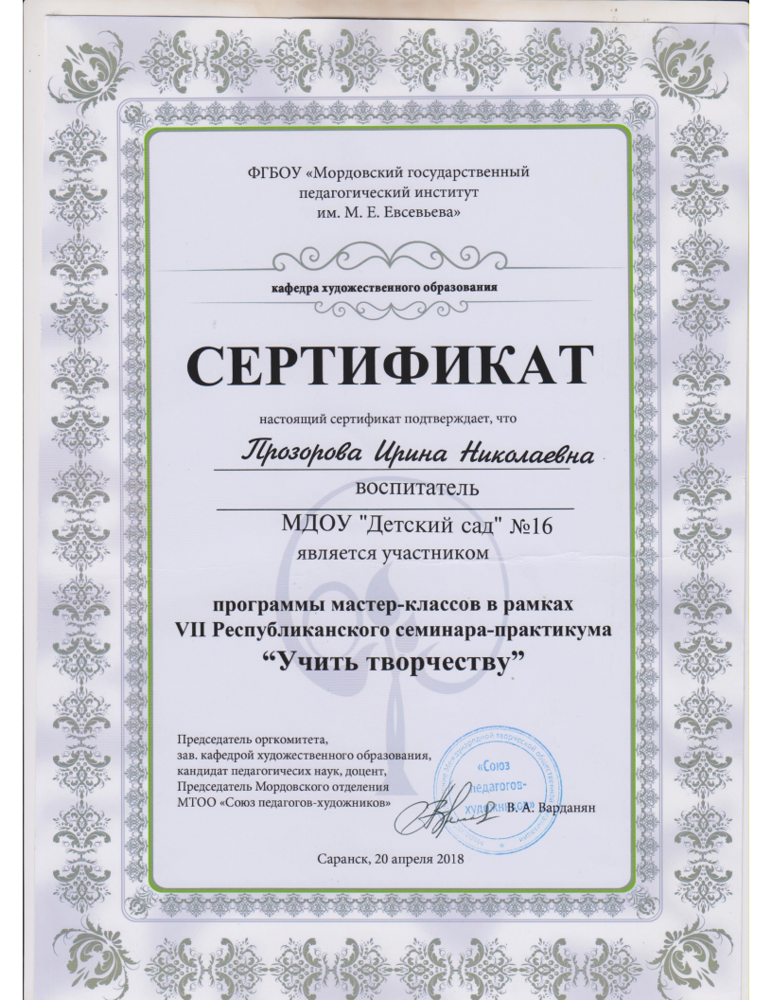 ФГБОУ «Мордовский государственный
педагогический институт
им. М. Е. Евсевьева»
кафедра художественного образования
СЕРТИФИКАТ
настоящий сертификат подтверждает, что
Прозорова Ирина Николаевна
воспитатель
МДОУ "Детский сад" №16
является участником
программы мастер-классов в рамках
VII Республиканского семинара-практикума
“Учить творчеству”
Председатель оргкомитета,
зав. кафедрой художественного образования,
кандидат педагогичесих наук, доцент,
Председатель Мордовского отделения
МТОО «Союз педагогов-художников»
В. А. Варданян
«Союз
педагогов-
художников»
Международной творческой общественной
Саранск, 20 апреля 2018